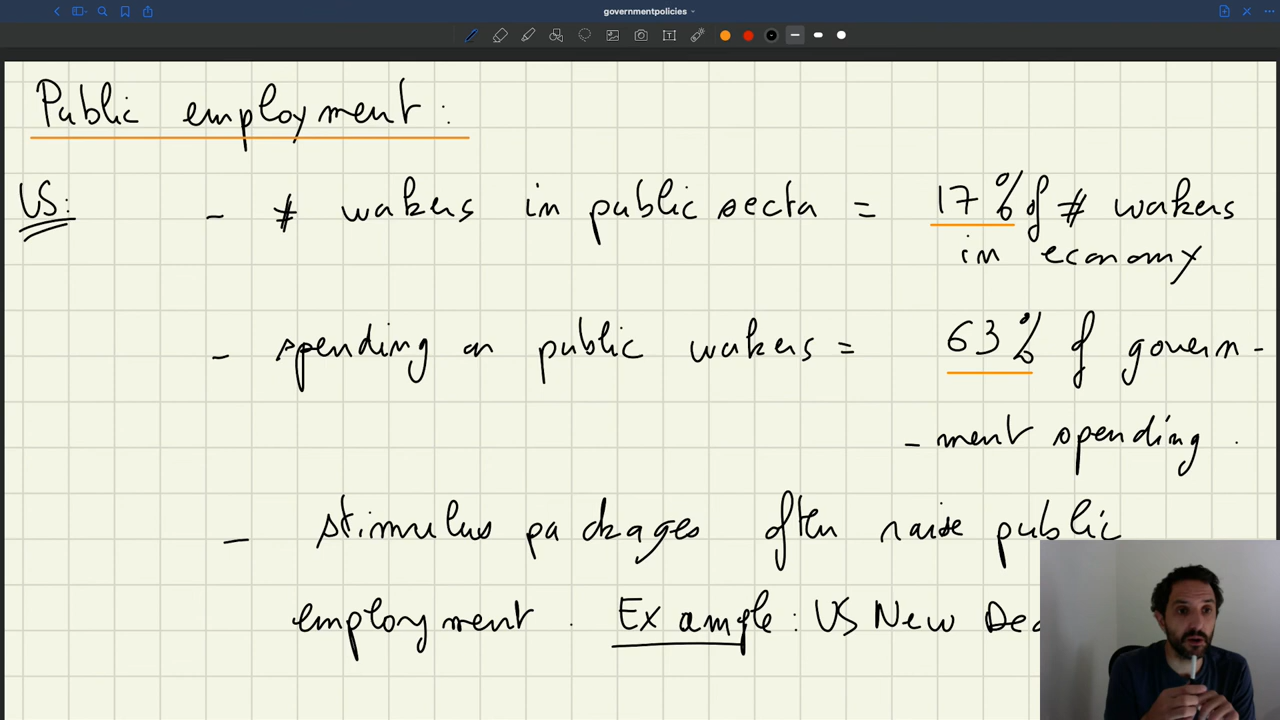 governmentpolicies
Public employment:
US: - # workers in public sector = 17% of # workers
in economy
- spending on public workers = 63% of govern-
- ment spending.
- stimulus packages often raise public
employment. Example: US New